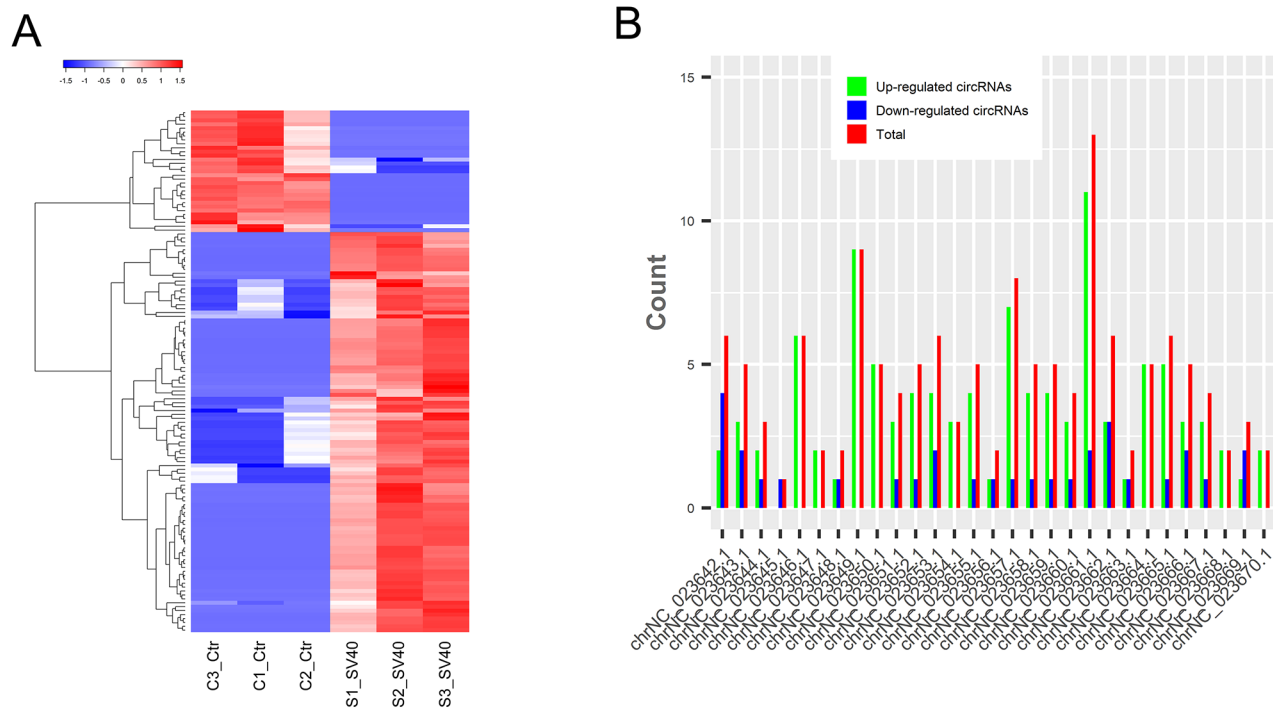 A
-1.5 -1 -0.5 0 0.5 1 1.5
C3_Ctr
C1_Ctr
C2_Ctr
S1_SV40
S2_SV40
S3_SV40
B
Up-regulated circRNAs
Down-regulated circRNAs
Total
Count
15
10
5
0
chrNC_023642.1
chrNC_023643.1
chrNC_023644.1
chrNC_023645.1
chrNC_023646.1
chrNC_023647.1
chrNC_023648.1
chrNC_023649.1
chrNC_023650.1
chrNC_023651.1
chrNC_023652.1
chrNC_023653.1
chrNC_023654.1
chrNC_023655.1
chrNC_023656.1
chrNC_023657.1
chrNC_023658.1
chrNC_023659.1
chrNC_023660.1
chrNC_023661.1
chrNC_023662.1
chrNC_023663.1
chrNC_023664.1
chrNC_023665.1
chrNC_023666.1
chrNC_023667.1
chrNC_023668.1
chrNC_023669.1
chrNC_023670.1